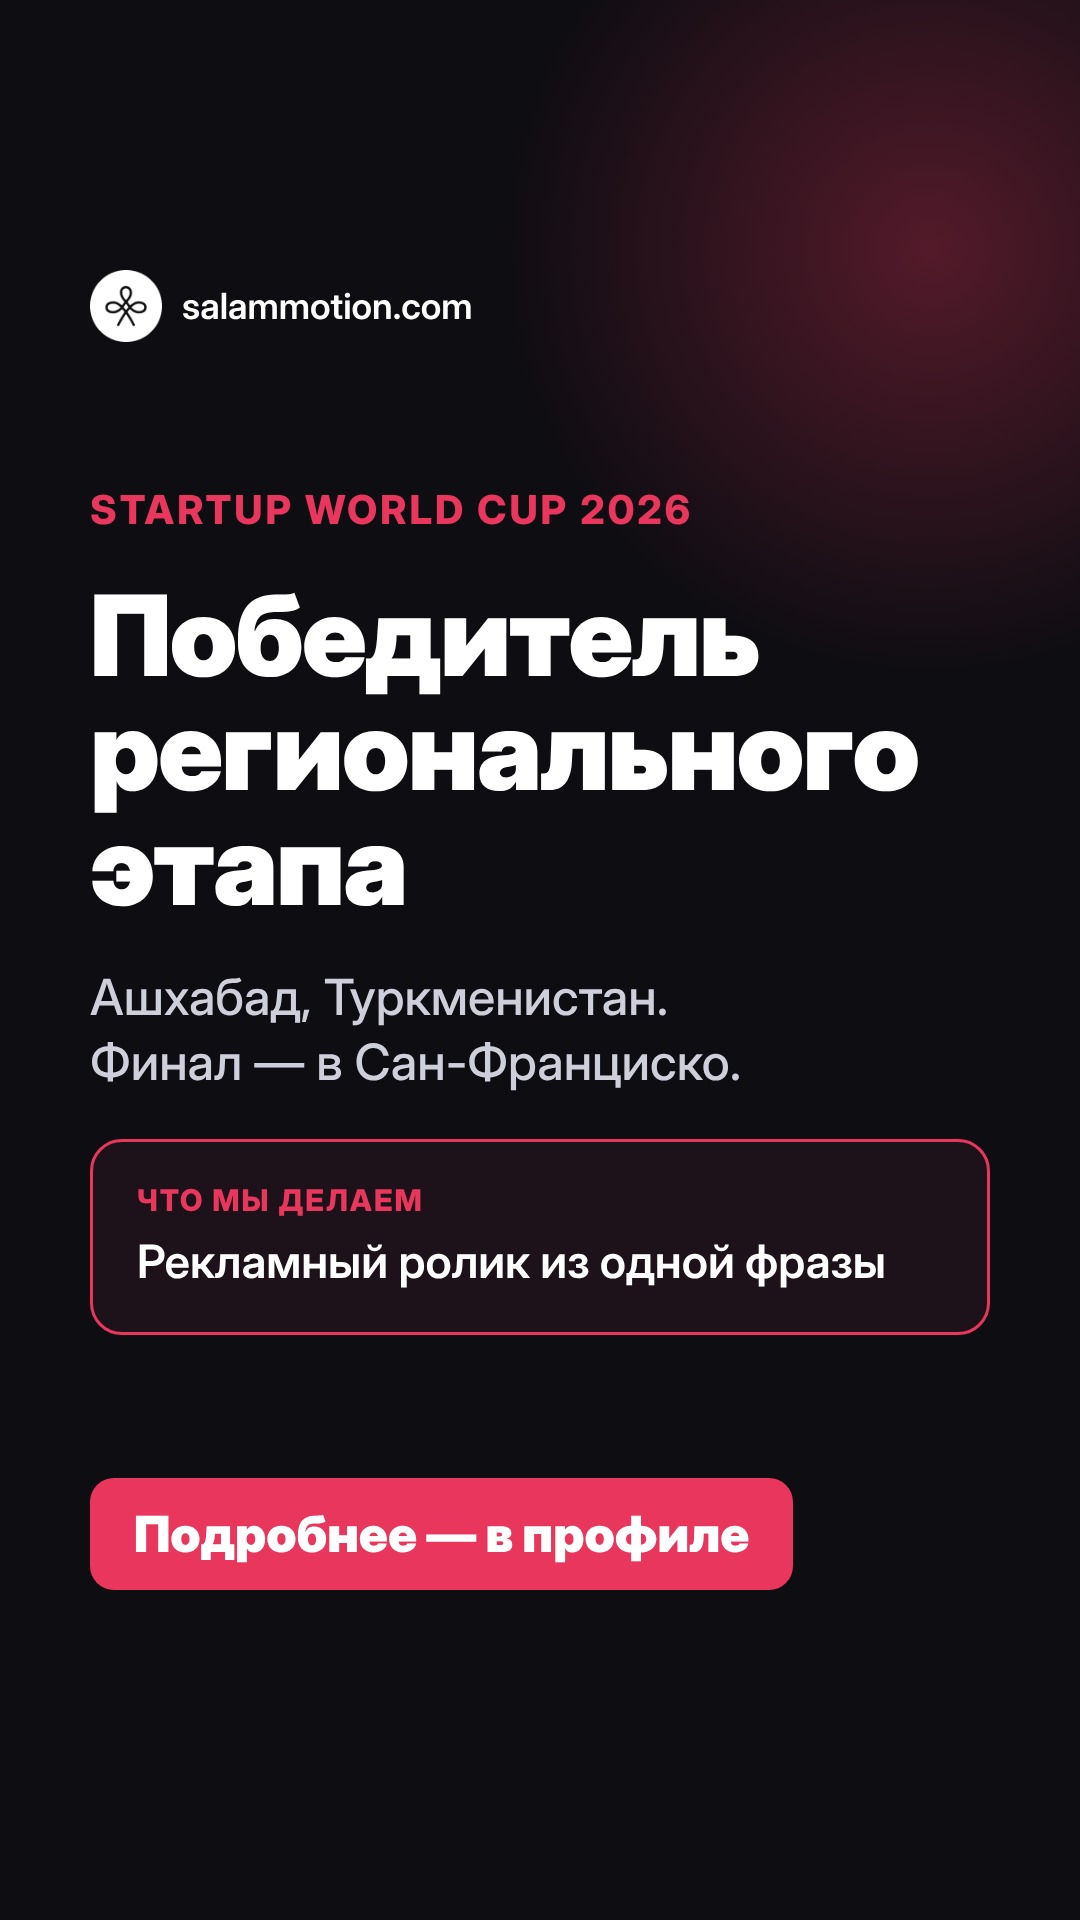 salammotion.com
STARTUP WORLD CUP 2026
Победитель
регионального
этапа
Ашхабад, Туркменистан.
Финал — в Сан-Франциско.
ЧТО МЫ ДЕЛАЕМ
Рекламный ролик из одной фразы
Подробнее — в профиле